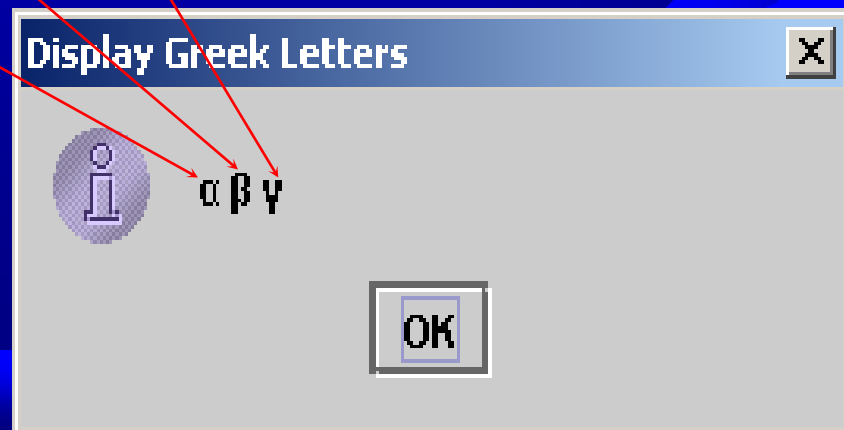 Display Greek Letters
α β γ
OK